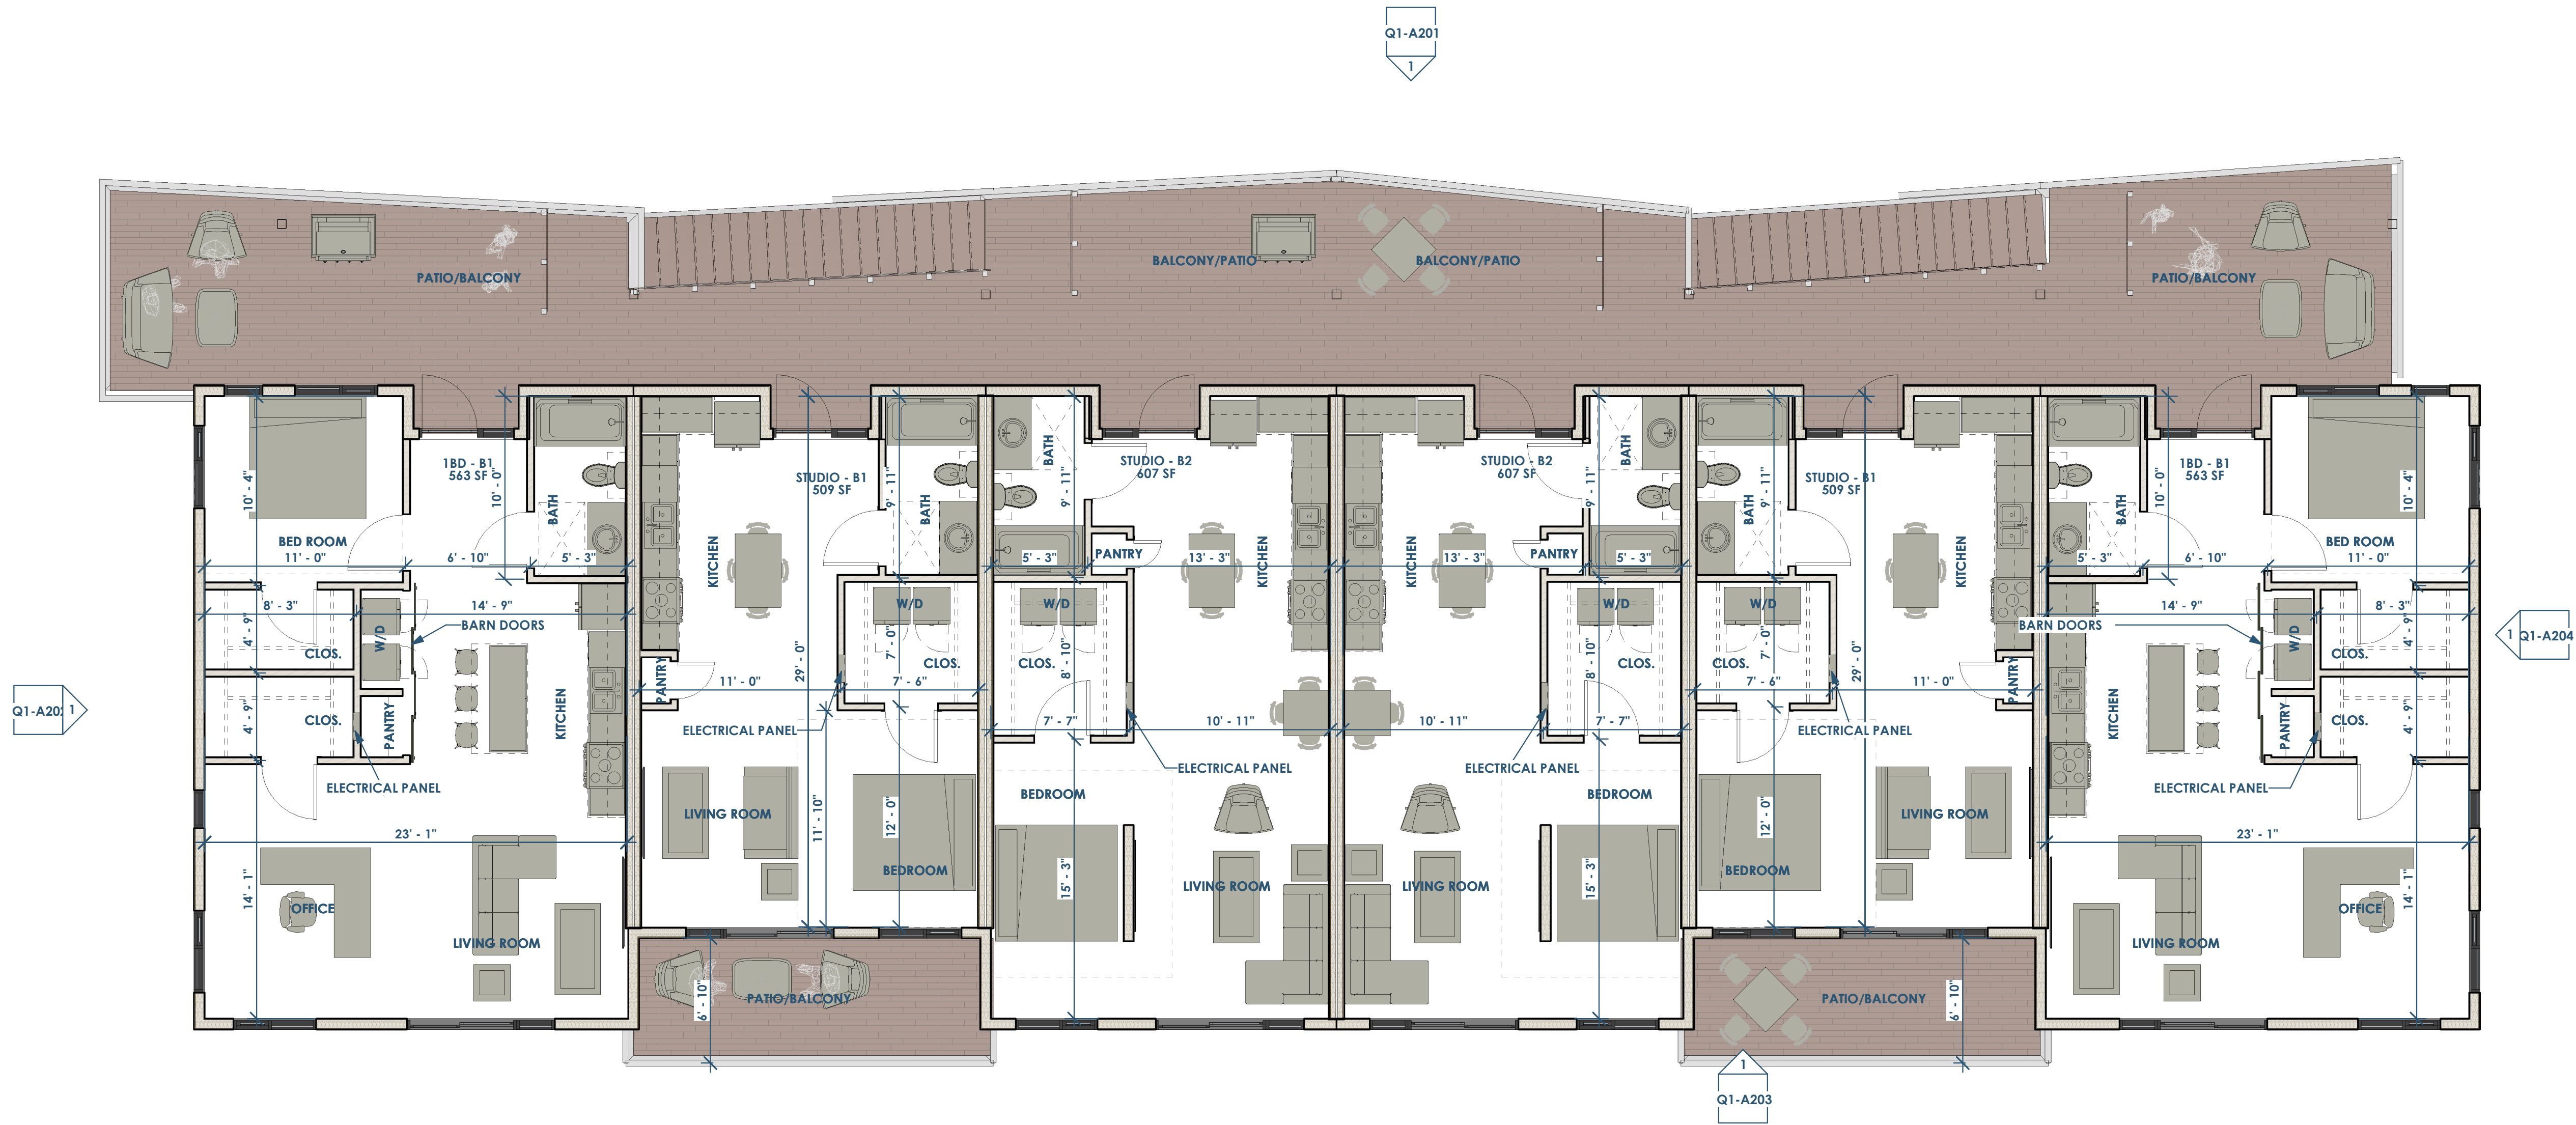 Q1-A201
1
PATIO/BALCONY
BALCONY/PATIO
BALCONY/PATIO
PATIO/BALCONY
1BD - B1
563 SF
10' - 4"
10' - 0"
BATH
BED ROOM
11' - 0"
6' - 10"
5' - 3"
8' - 3"
14' - 9"
4' - 9"
W/D
BARN DOORS
CLOS.
4' - 9"
CLOS.
PANTRY
KITCHEN
ELECTRICAL PANEL
23' - 1"
14' - 1"
OFFICE
LIVING ROOM
STUDIO - B1
509 SF
9' - 11"
BATH
KITCHEN
W/D
29' - 0"
7' - 0"
CLOS.
PANTRY
11' - 0"
7' - 6"
ELECTRICAL PANEL
LIVING ROOM
11' - 10"
12' - 0"
BEDROOM
6' - 10"
PATIO/BALCONY
BATH
9' - 11"
STUDIO - B2
607 SF
PANTRY
5' - 3"
13' - 3"
KITCHEN
W/D
CLOS.
8' - 10"
7' - 7"
10' - 11"
ELECTRICAL PANEL
BEDROOM
15' - 3"
LIVING ROOM
STUDIO - B2
607 SF
9' - 11"
BATH
KITCHEN
13' - 3"
PANTRY
5' - 3"
W/D
8' - 10"
CLOS.
10' - 11"
7' - 7"
ELECTRICAL PANEL
BEDROOM
15' - 3"
LIVING ROOM
BATH
9' - 11"
STUDIO - B1
509 SF
KITCHEN
W/D
CLOS.
7' - 0"
29' - 0"
7' - 6"
11' - 0"
PANTRY
ELECTRICAL PANEL
12' - 0"
LIVING ROOM
BEDROOM
PATIO/BALCONY
6' - 10"
1BD - B1
563 SF
10' - 0"
10' - 4"
BATH
BED ROOM
5' - 3"
6' - 10"
11' - 0"
14' - 9"
8' - 3"
BARN DOORS
W/D
4' - 9"
CLOS.
4' - 9"
CLOS.
KITCHEN
PANTRY
ELECTRICAL PANEL
23' - 1"
14' - 1"
OFFICE
LIVING ROOM
Q1-A202
1
1
Q1-A204
1
Q1-A203